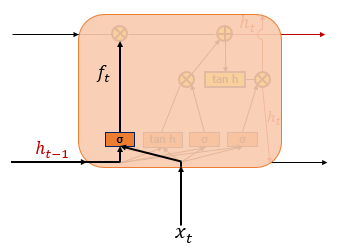 h_t
f_t
tan h
h_t
σ tan h σ σ
h_{t-1}
x_t